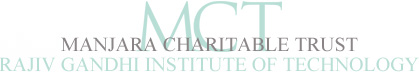 MCT
MANJARA CHARITABLE TRUST
RAJIV GANDHI INSTITUTE OF TECHNOLOGY